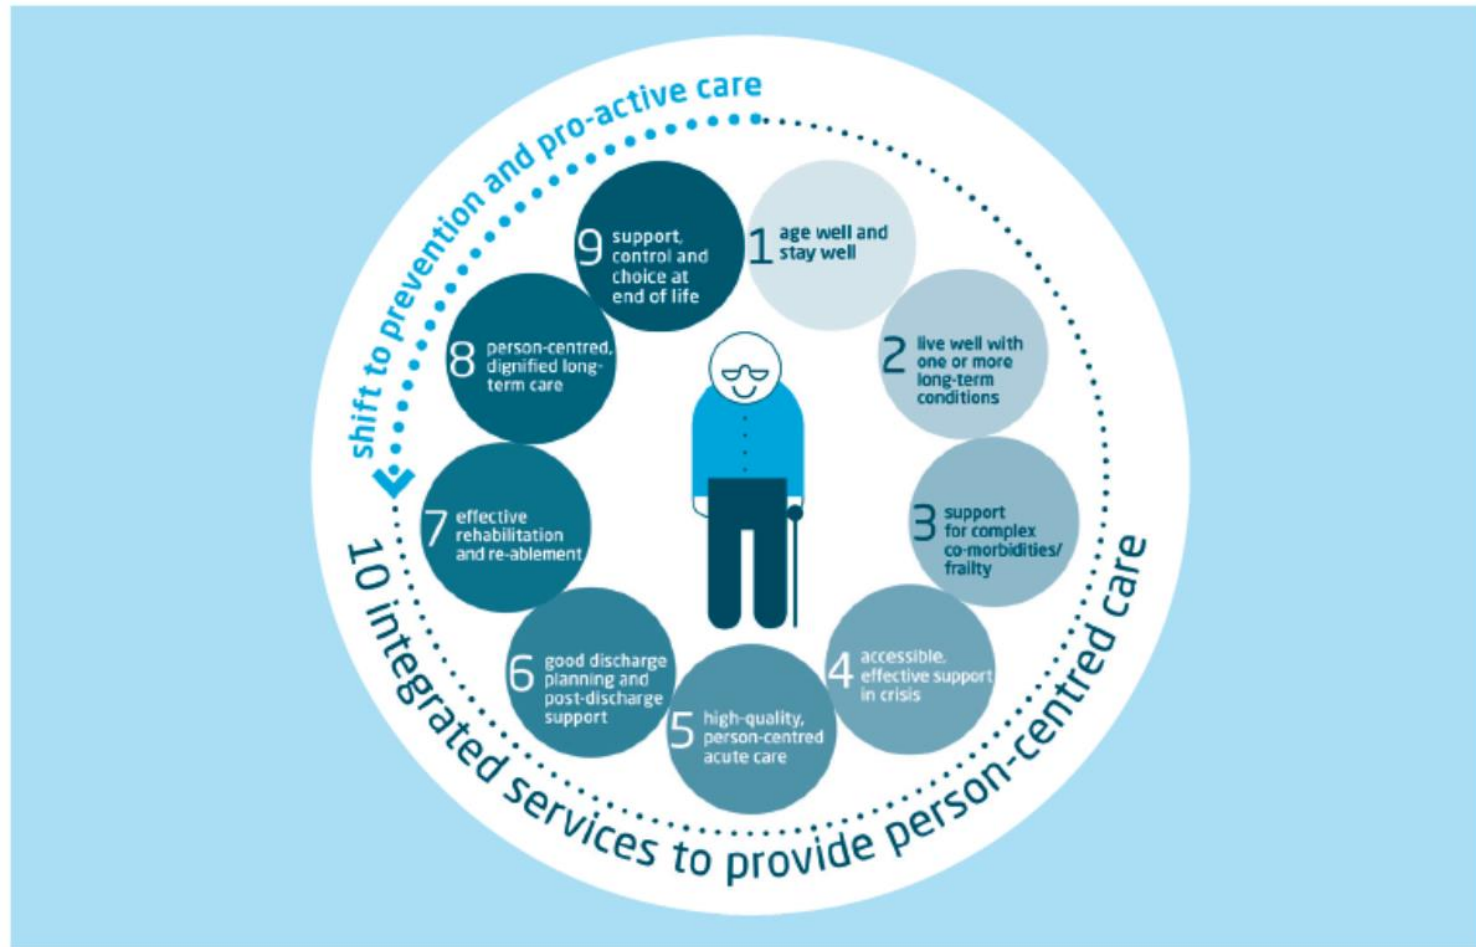 shift to prevention and pro-active care
1 age well and
stay well
2 live well with
one or more
long-term
conditions
3 support
for complex
co-morbidities/
frailty
4 accessible,
effective support
in crisis
5 high-quality,
person-centred
acute care
6 good discharge
planning and
post-discharge
support
7 effective
rehabilitation
and re-ablement
8 person-centred,
dignified long-
term care
9 support,
control and
choice at
end of life
10 integrated services to provide person-centred care